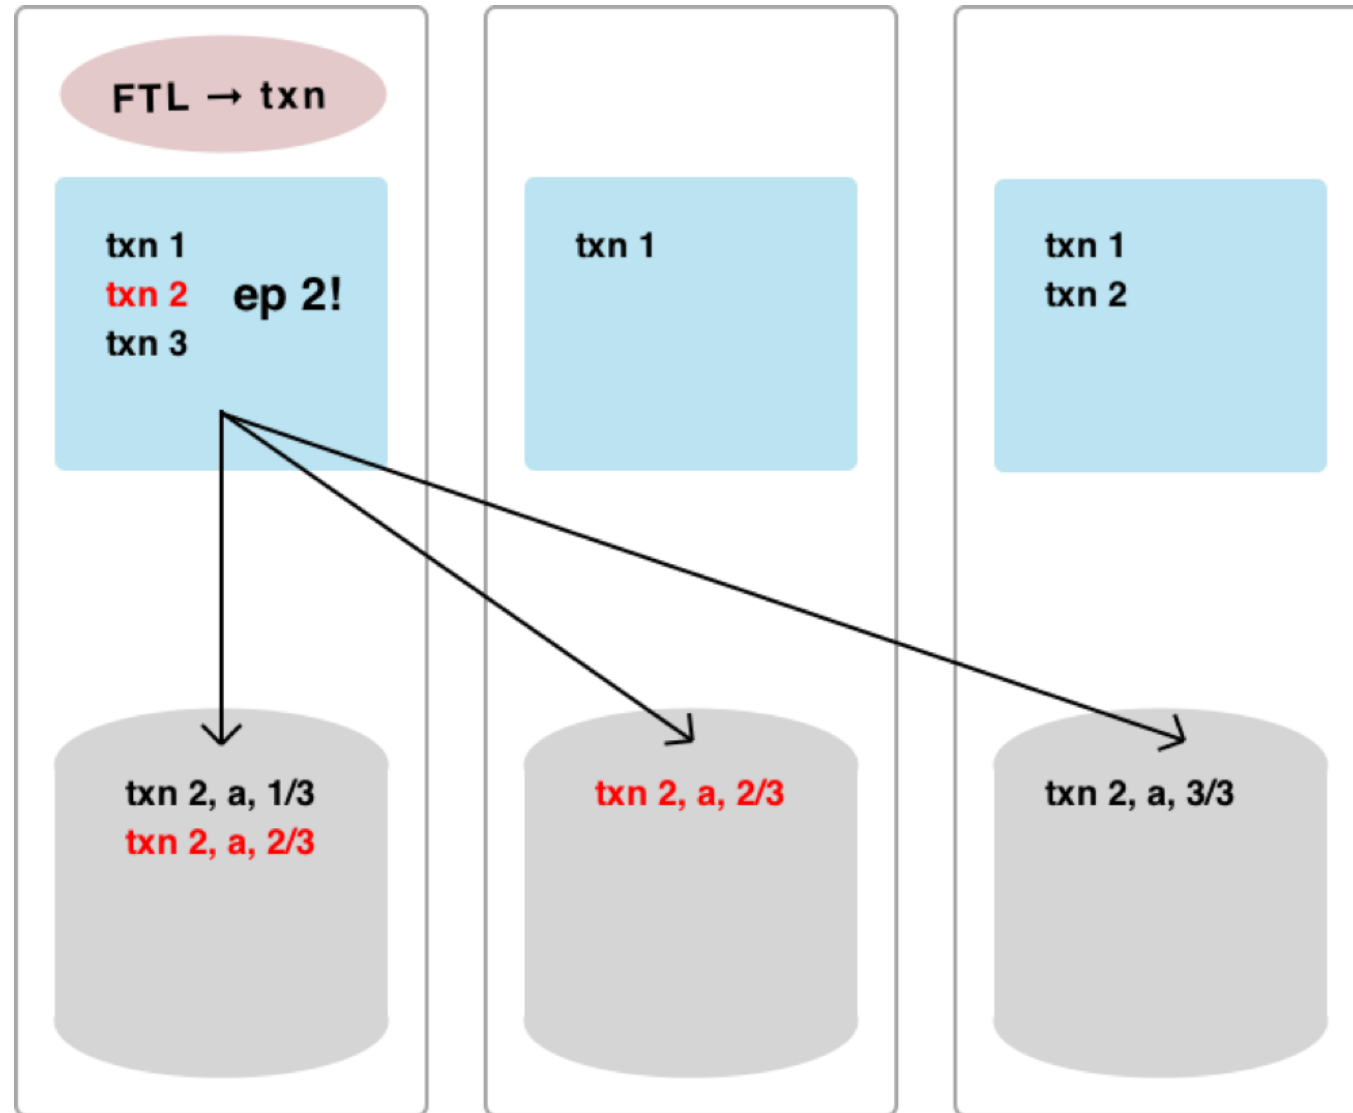 FTL → txn
txn 1
txn 2
ep 2!
txn 3
txn 1
txn 1
txn 2
txn 2, a, 1/3
txn 2, a, 2/3
txn 2, a, 2/3
txn 2, a, 3/3